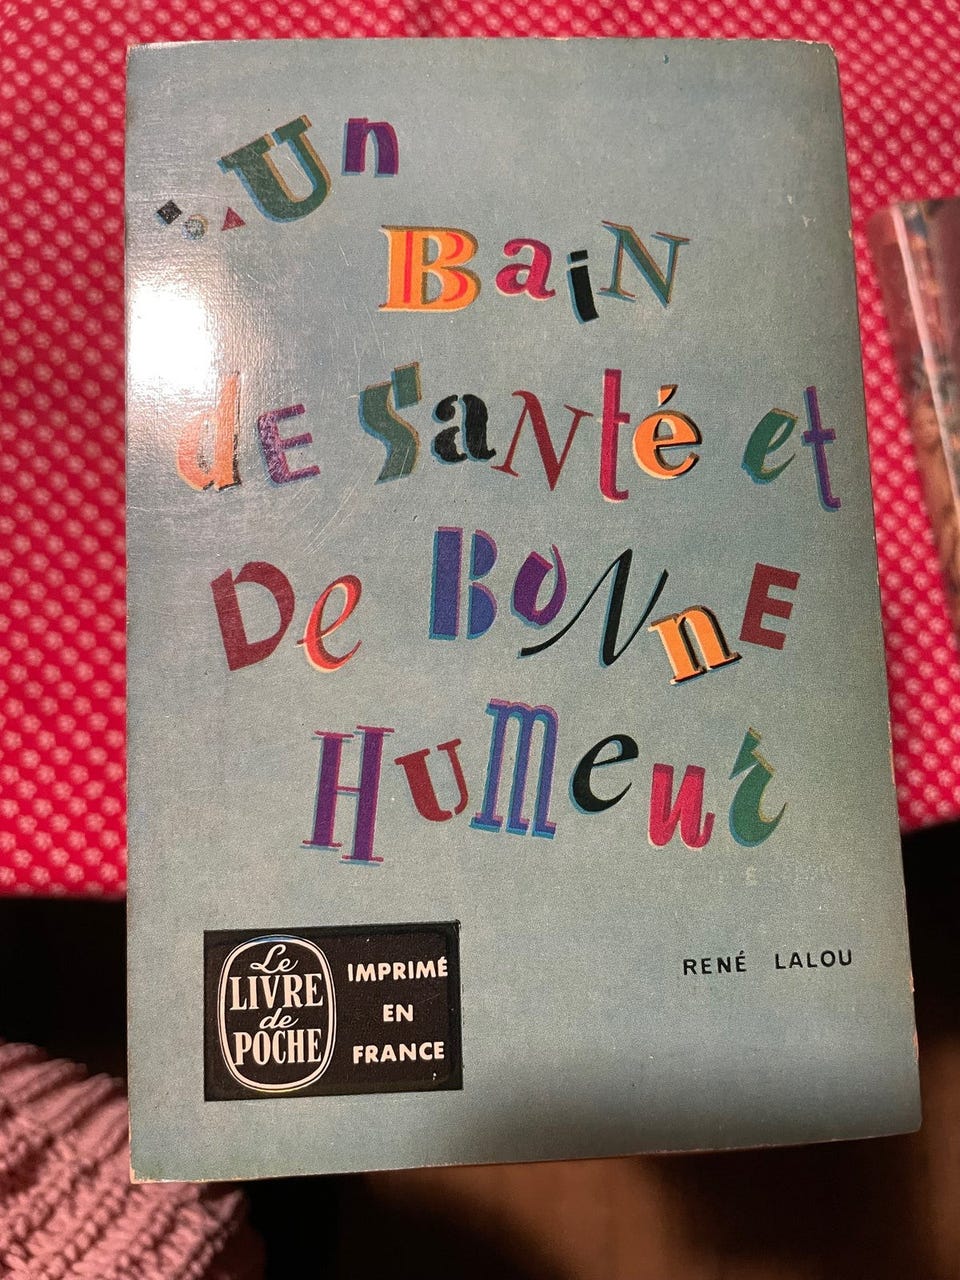 ...Un
Bain
de Santé et
De Bonne
Humeur
RENÉ LALOU
Le
LIVRE
de
POCHE
IMPRIMÉ
EN
FRANCE